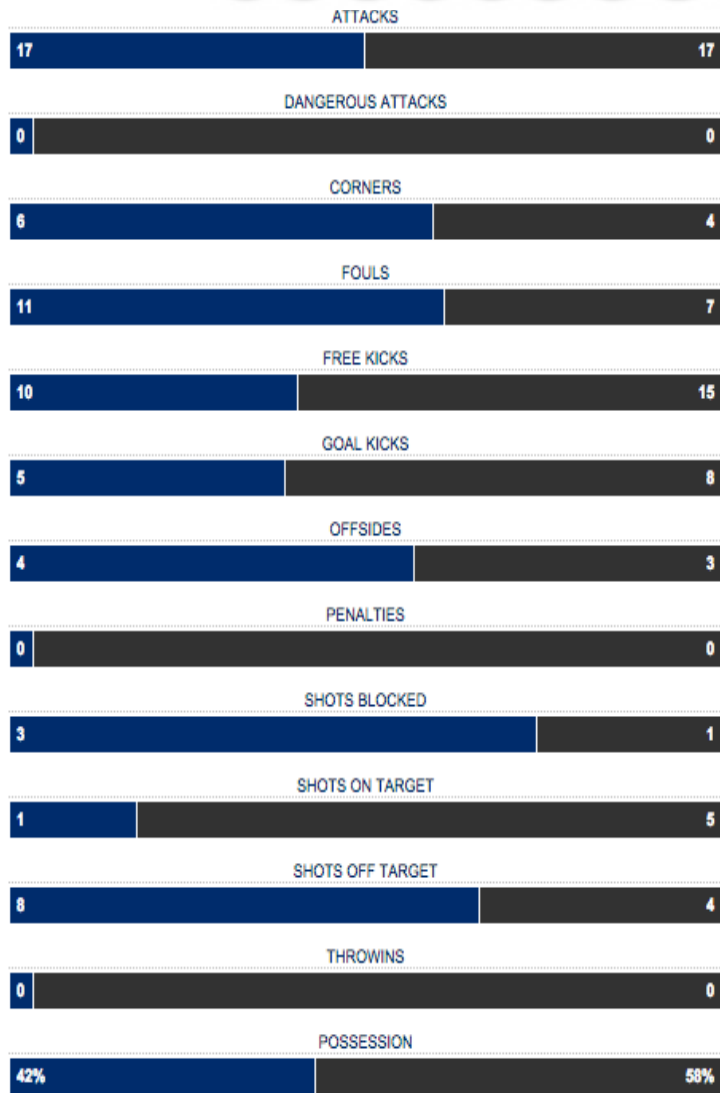 ATTACKS
17 17
DANGEROUS ATTACKS
0 0
CORNERS
6 4
FOULS
11 7
FREE KICKS
10 15
GOAL KICKS
5 8
OFFSIDES
4 3
PENALTIES
0 0
SHOTS BLOCKED
3 1
SHOTS ON TARGET
1 5
SHOTS OFF TARGET
8 4
THROWINS
0 0
POSSESSION
42% 58%